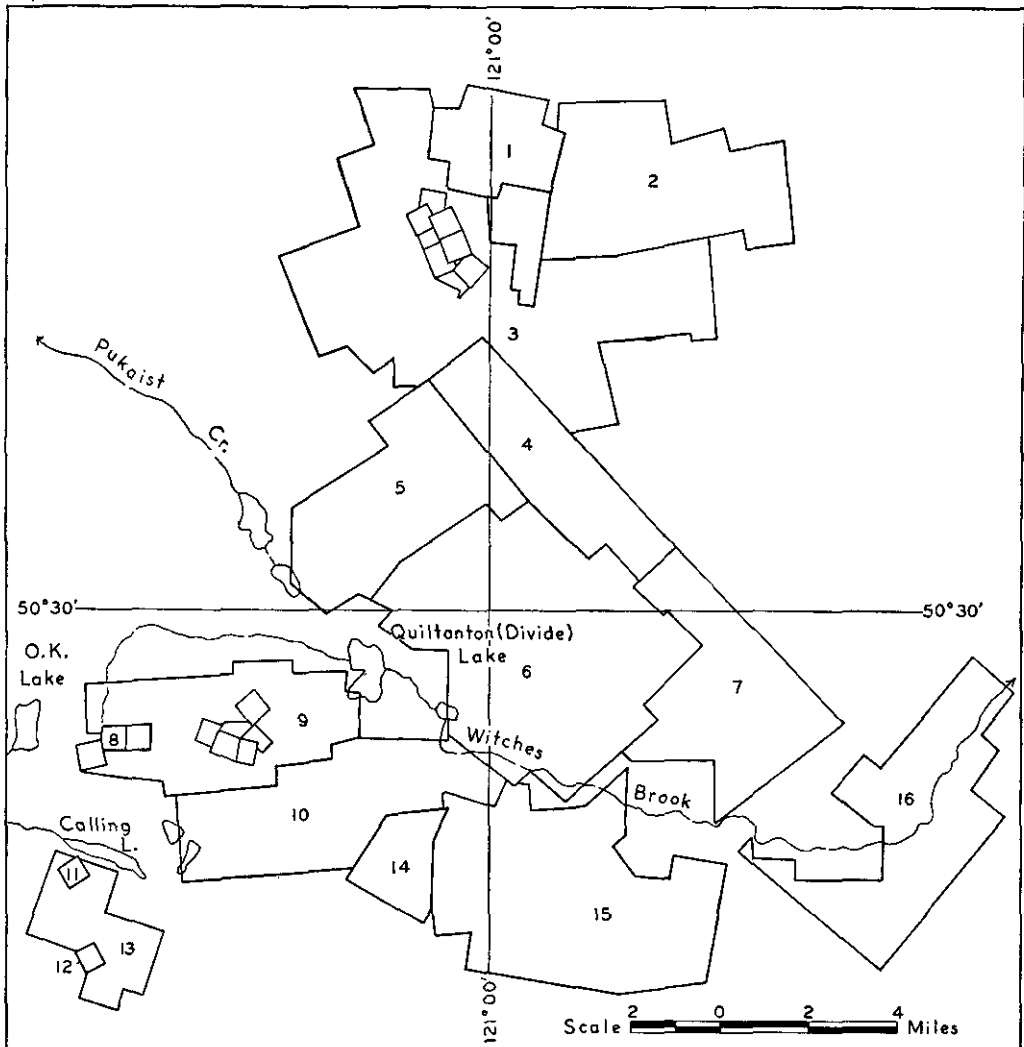 121°00'
1
2
3
Pukaist
Cr.
4
5
50°30'
50°30'
O.K.
Lake
Quiltanton (Divide)
Lake
6
7
8
9
Witches
Brook
10
16
Calling
L.
11
14
15
12
13
121°00'
Scale 2 0 2 4 Miles